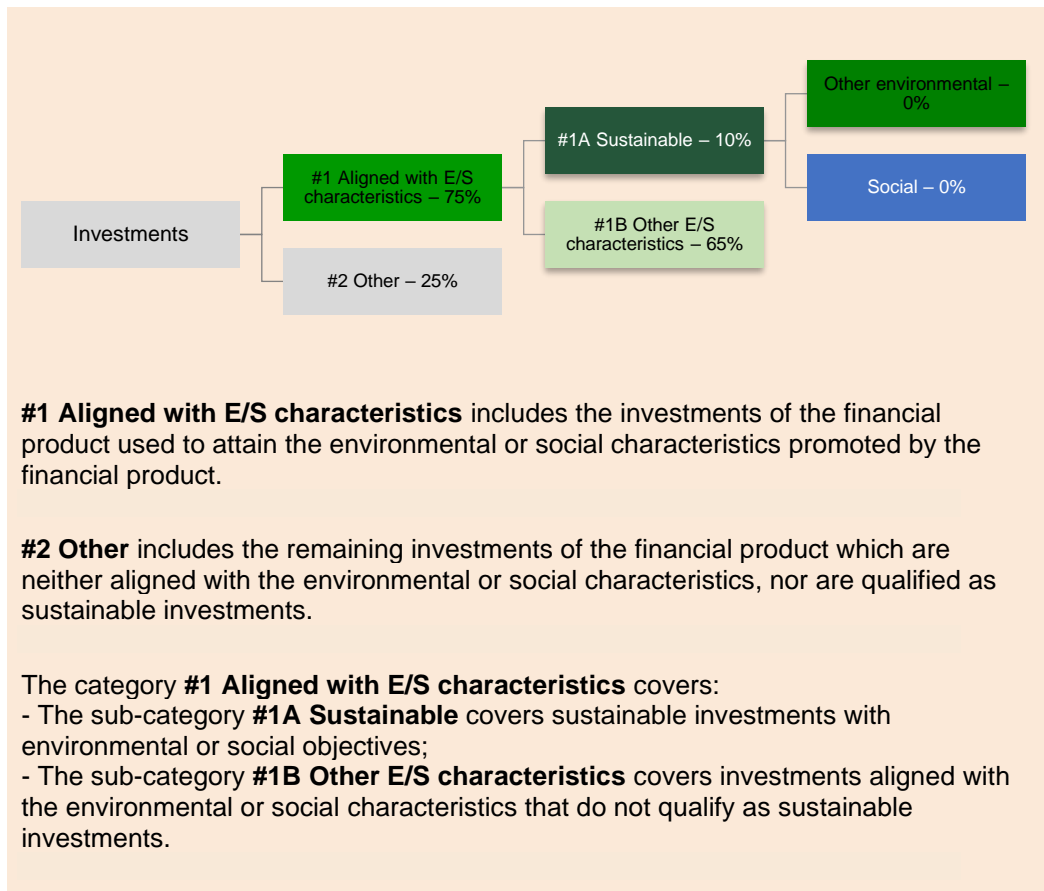 Other environmental –
0%
#1A Sustainable – 10%
#1 Aligned with E/S
characteristics – 75%
Social – 0%
Investments
#1B Other E/S
characteristics – 65%
#2 Other – 25%
#1 Aligned with E/S characteristics includes the investments of the financial
product used to attain the environmental or social characteristics promoted by the
financial product.
#2 Other includes the remaining investments of the financial product which are
neither aligned with the environmental or social characteristics, nor are qualified as
sustainable investments.
The category #1 Aligned with E/S characteristics covers:
- The sub-category #1A Sustainable covers sustainable investments with
environmental or social objectives;
- The sub-category #1B Other E/S characteristics covers investments aligned with
the environmental or social characteristics that do not qualify as sustainable
investments.